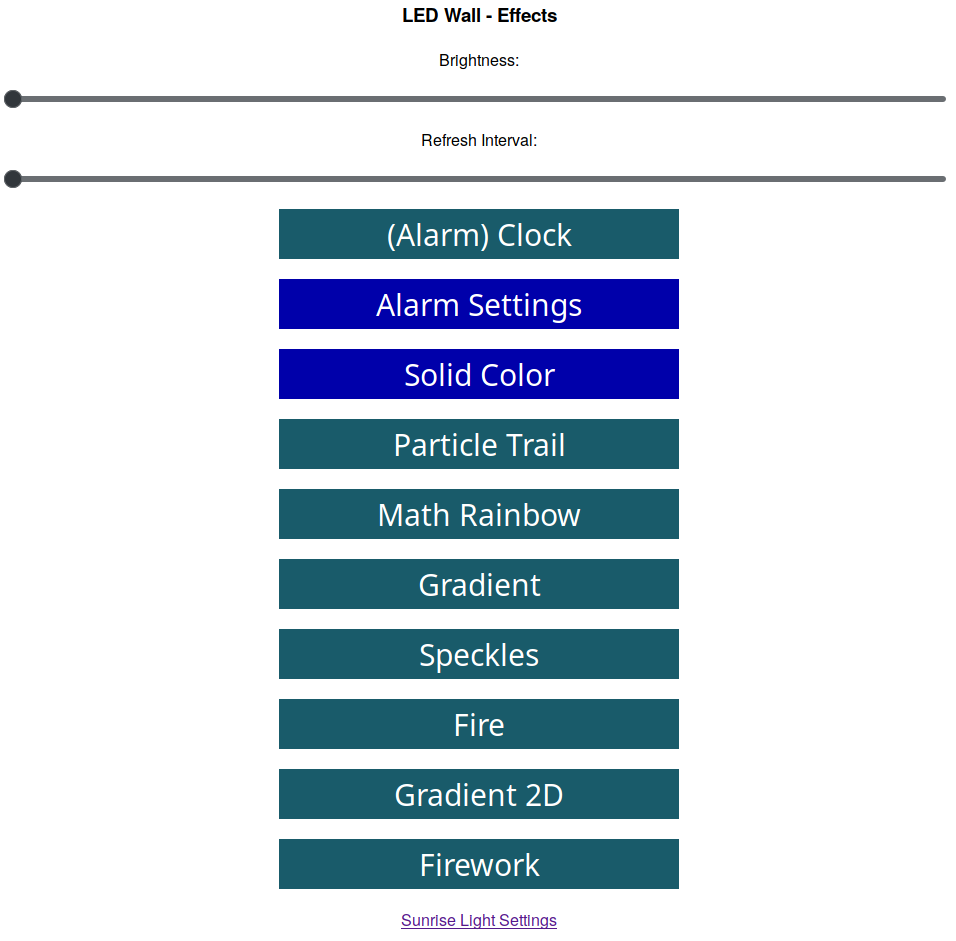 LED Wall - Effects
Brightness:
Refresh Interval:
(Alarm) Clock
Alarm Settings
Solid Color
Particle Trail
Math Rainbow
Gradient
Speckles
Fire
Gradient 2D
Firework
Sunrise Light Settings